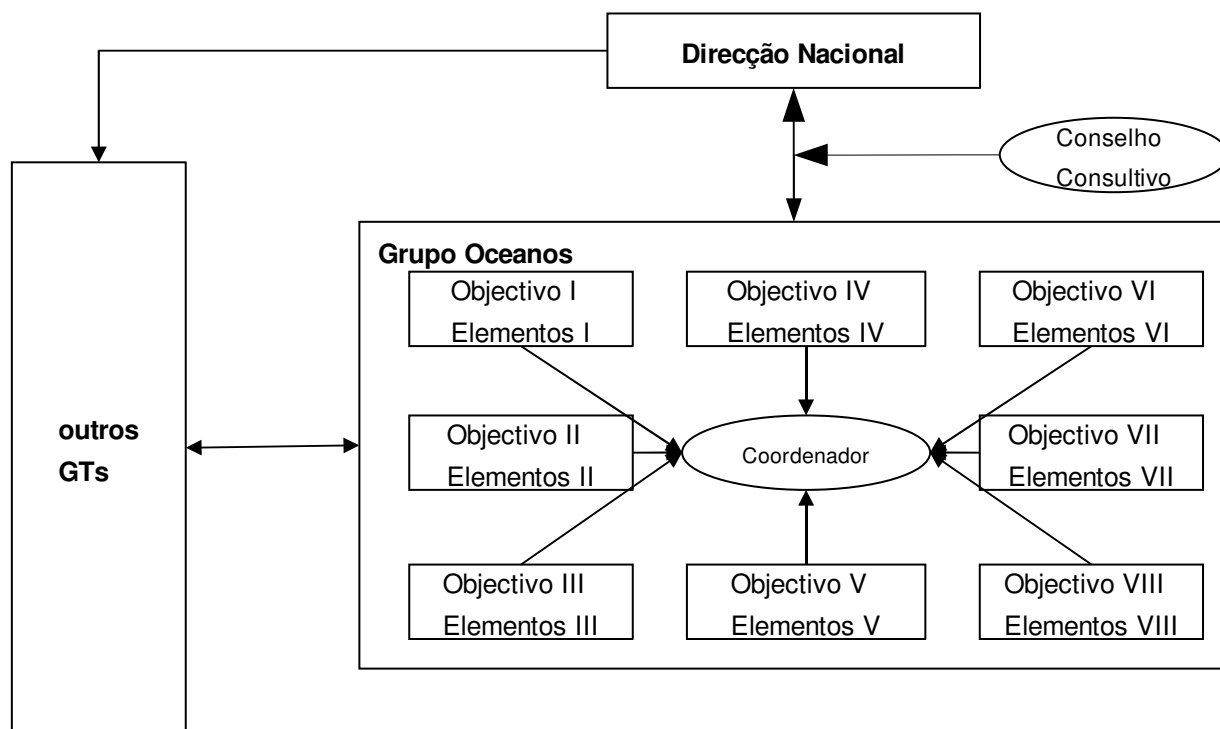 Direcção Nacional
Conselho
Consultivo
Grupo Oceanos
Objectivo I
Elementos I
Objectivo IV
Elementos IV
Objectivo VI
Elementos VI
outros
GTs
Objectivo II
Elementos II
Coordenador
Objectivo VII
Elementos VII
Objectivo III
Elementos III
Objectivo V
Elementos V
Objectivo VIII
Elementos VIII